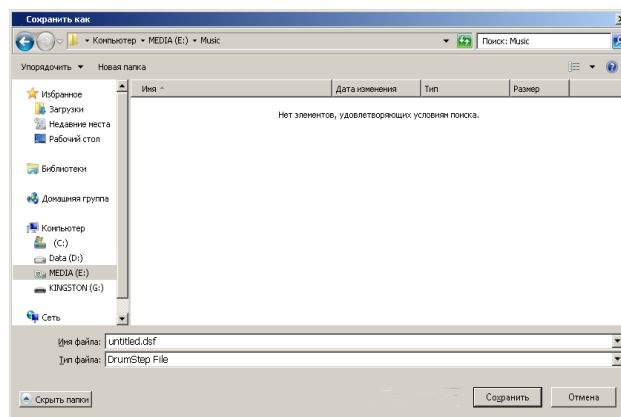 Сохранить как
Компьютер MEDIA (E:) Music
Поиск: Music
Упорядочить Новая папка
Избранное
Загрузки
Недавние места
Рабочий стол
Библиотеки
Домашняя группа
Компьютер
(C:)
Data (D:)
MEDIA (E:)
KINGSTON (G:)
Сеть
Имя Дата изменения Тип Размер
Нет элементов, удовлетворяющих условиям поиска.
Имя файла: untitled.dsf
Тип файла: DrumStep File
Скрыть папки Сохранить Отмена